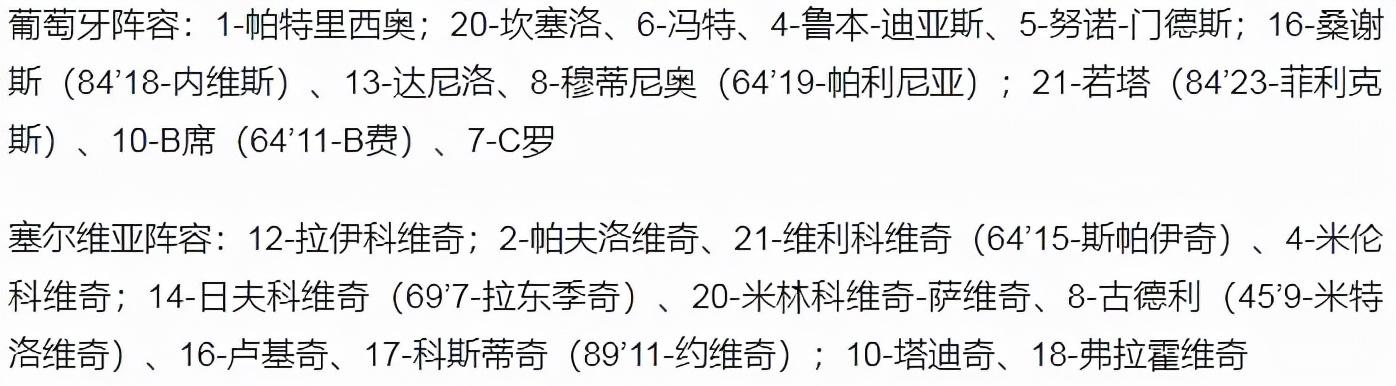 葡萄牙阵容：1-帕特里西奥；20-坎塞洛、6-冯特、4-鲁本-迪亚斯、5-努诺-门德斯；16-桑谢
斯（84’18-内维斯）、13-达尼洛、8-穆蒂尼奥（64’19-帕利尼亚）；21-若塔（84’23-菲利克
斯）、10-B席（64’11-B费）、7-C罗
塞尔维亚阵容：12-拉伊科维奇；2-帕夫洛维奇、21-维利科维奇（64’15-斯帕伊奇）、4-米伦
科维奇；14-日夫科维奇（69’7-拉东季奇）、20-米林科维奇-萨维奇、8-古德利（45’9-米特
洛维奇）、16-卢基奇、17-科斯蒂奇（89’11-约维奇）；10-塔迪奇、18-弗拉霍维奇